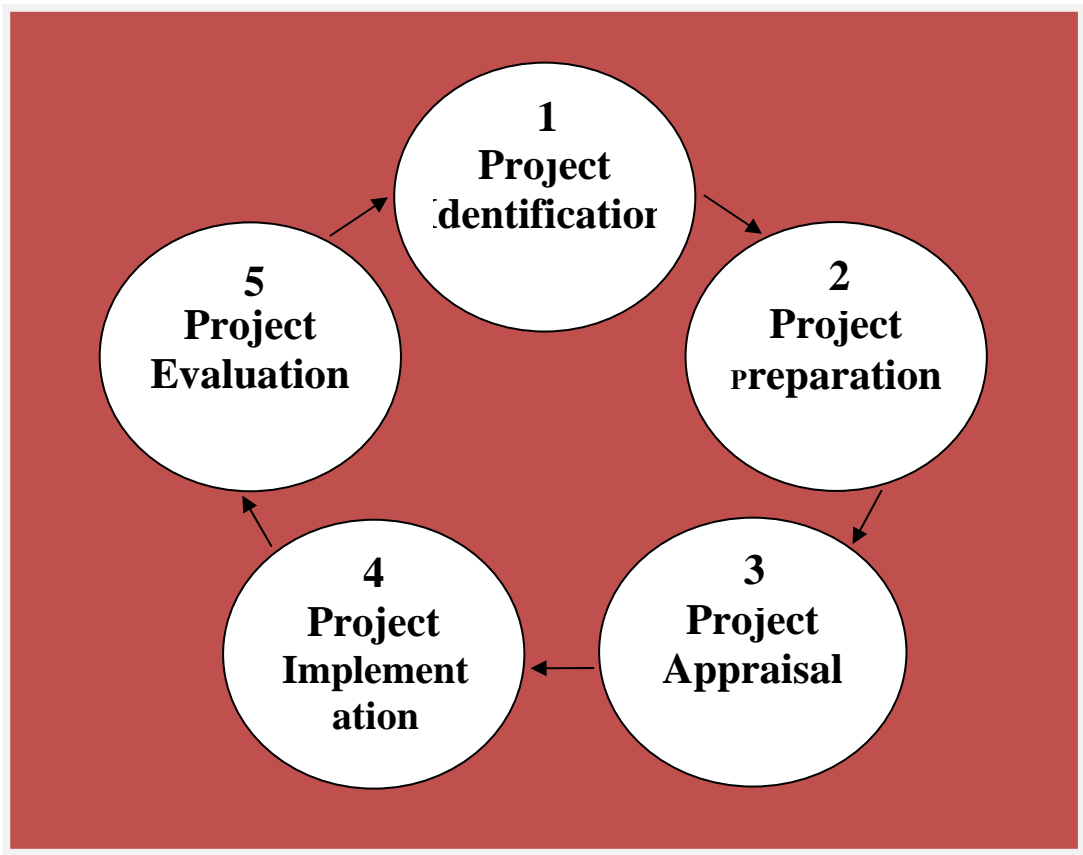 1
Project
Identification
2
Project
Preparation
3
Project
Appraisal
4
Project
Implement
ation
5
Project
Evaluation